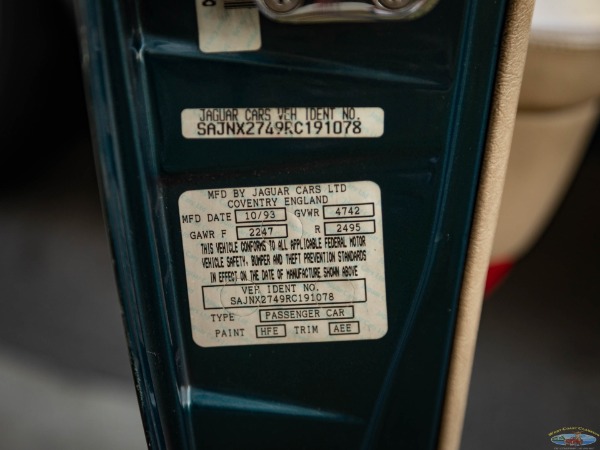 JAGUAR CARS VEH IDENT NO.
SAJNX2749RC191078
MFD BY JAGUAR CARS LTD
COVENTRY ENGLAND
MFD DATE 10/93 GVWR 4742
GAWR F 2247 R 2495
THIS VEHICLE CONFORMS TO ALL APPLICABLE FEDERAL MOTOR
VEHICLE SAFETY, BUMPER AND THEFT PREVENTION STANDARDS
IN EFFECT ON THE DATE OF MANUFACTURE SHOWN ABOVE
VEH IDENT NO.
SAJNX2749RC191078
TYPE PASSENGER CAR
PAINT HFE TRIM AEE